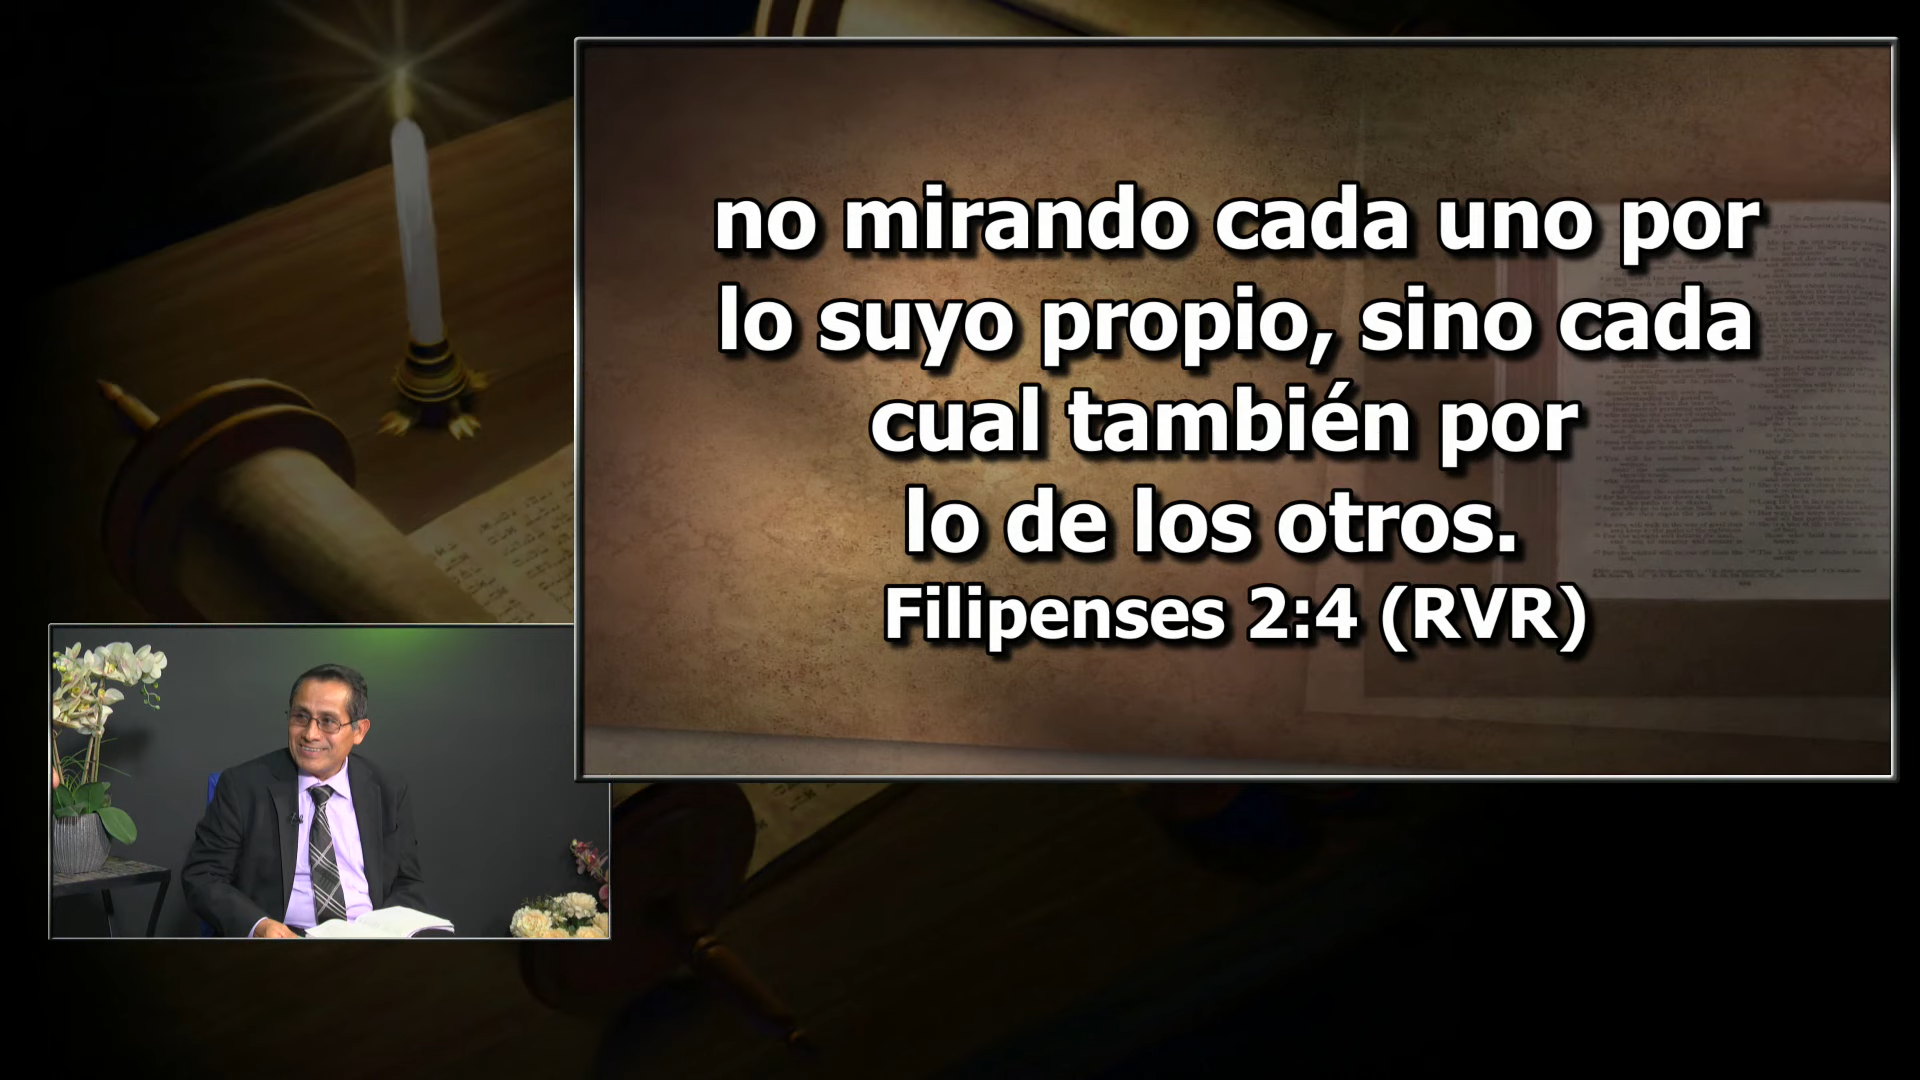 no mirando cada uno por
lo suyo propio, sino cada
cual también por
lo de los otros.
Filipenses 2:4 (RVR)